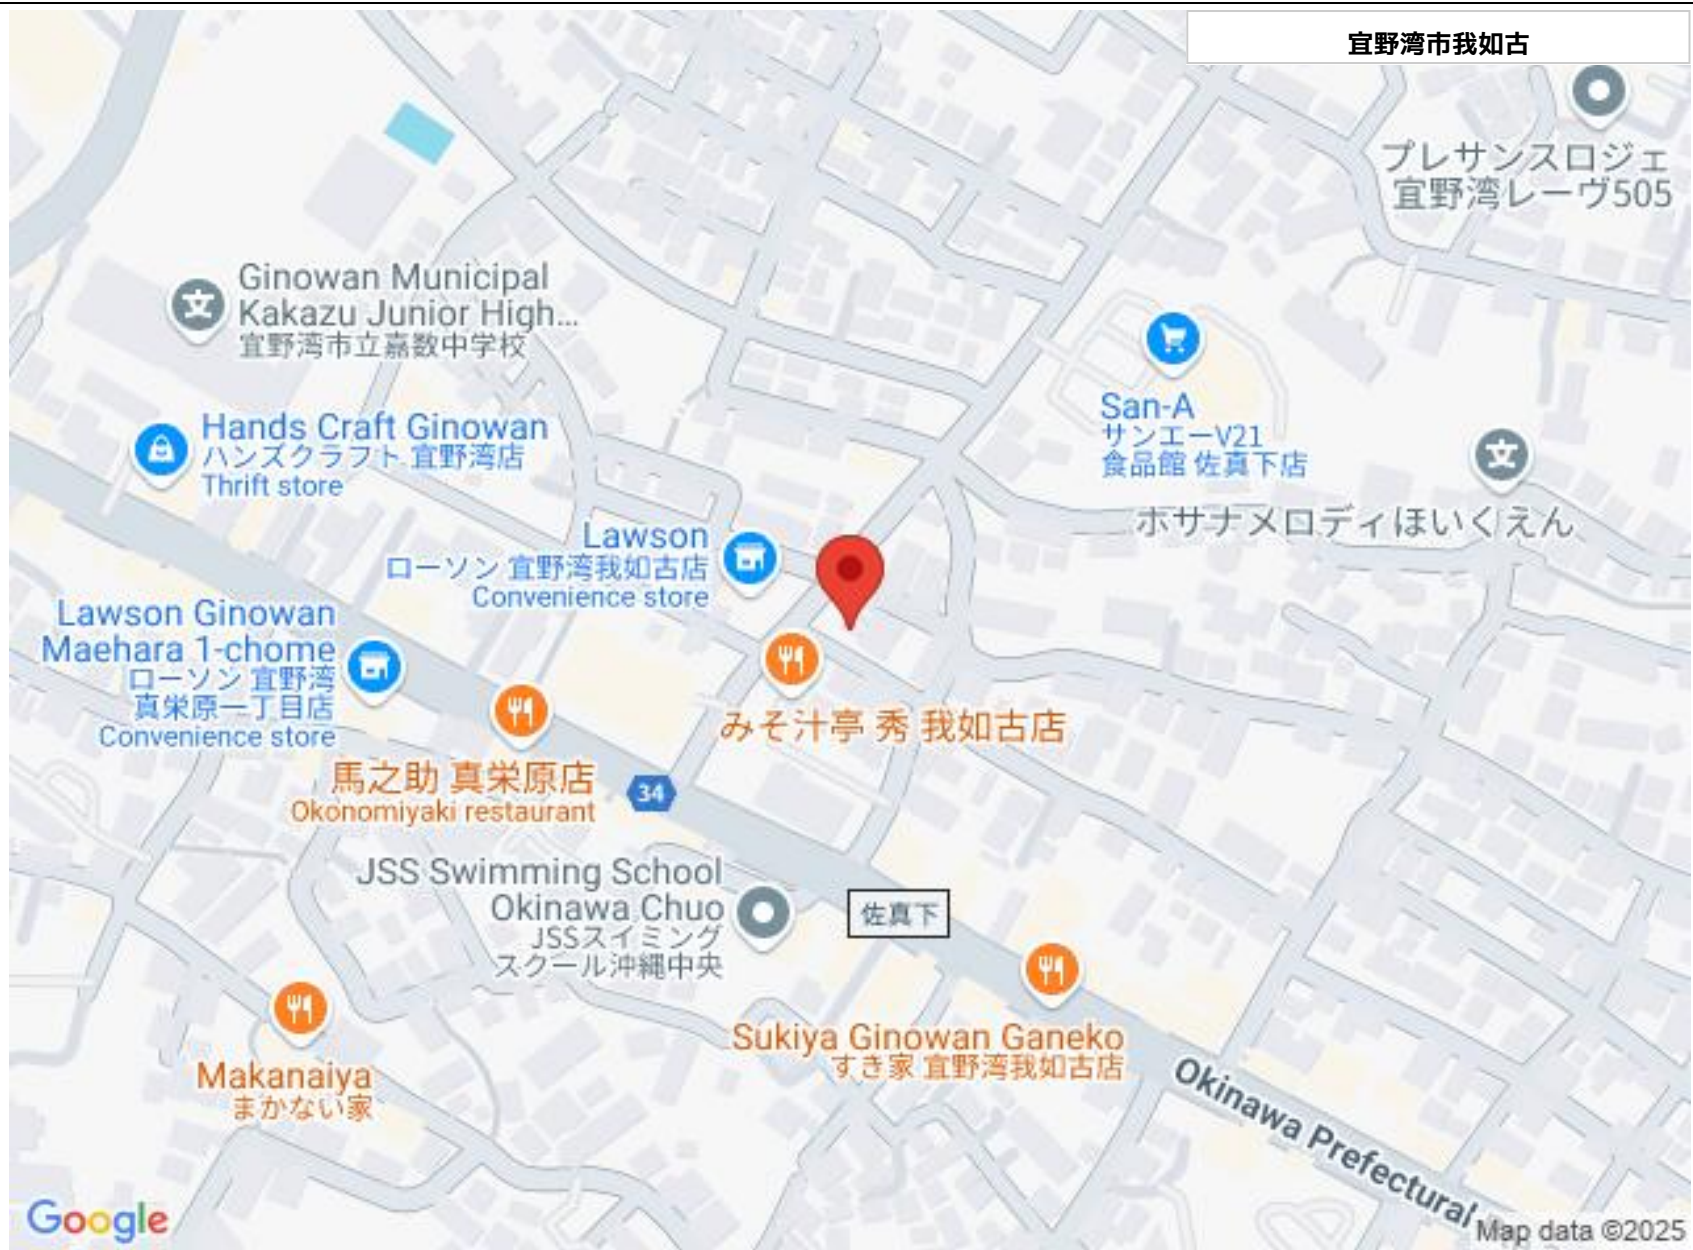 宜野湾市我如古
プレサンスロジェ
宜野湾レーヴ505
Ginowan Municipal
Kakazu Junior High...
宜野湾市立嘉数中学校
San-A
サンエーV21
食品館 佐真下店
Hands Craft Ginowan
ハンズクラフト 宜野湾店
Thrift store
ホサナメロディほいくえん
Lawson
ローソン 宜野湾我如古店
Convenience store
Lawson Ginowan
Maehara 1-chome
ローソン 宜野湾
真栄原一丁目店
Convenience store
みそ汁亭 秀 我如古店
馬之助 真栄原店
Okonomiyaki restaurant
34
JSS Swimming School
Okinawa Chuo
JSSスイミング
スクール沖縄中央
佐真下
Sukiya Ginowan Ganeko
すき家 宜野湾我如古店
Makanaiya
まかない家
Okinawa Prefectural
Google
Map data ©2025